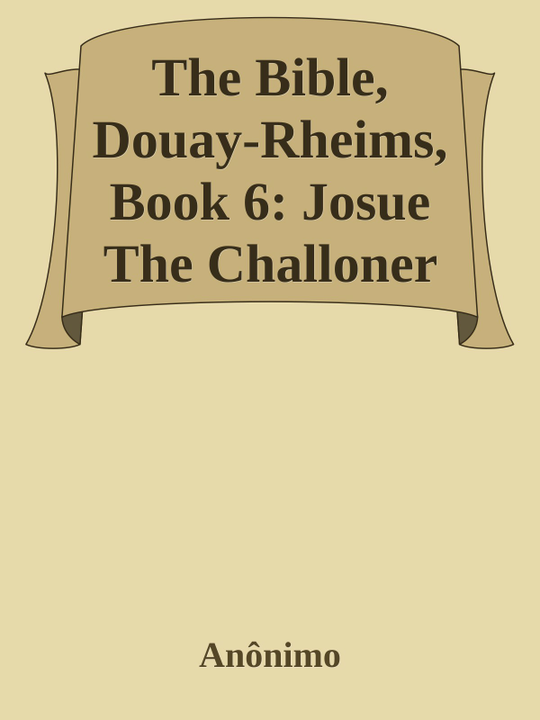 The Bible,
Douay-Rheims,
Book 6: Josue
The Challoner
Anônimo